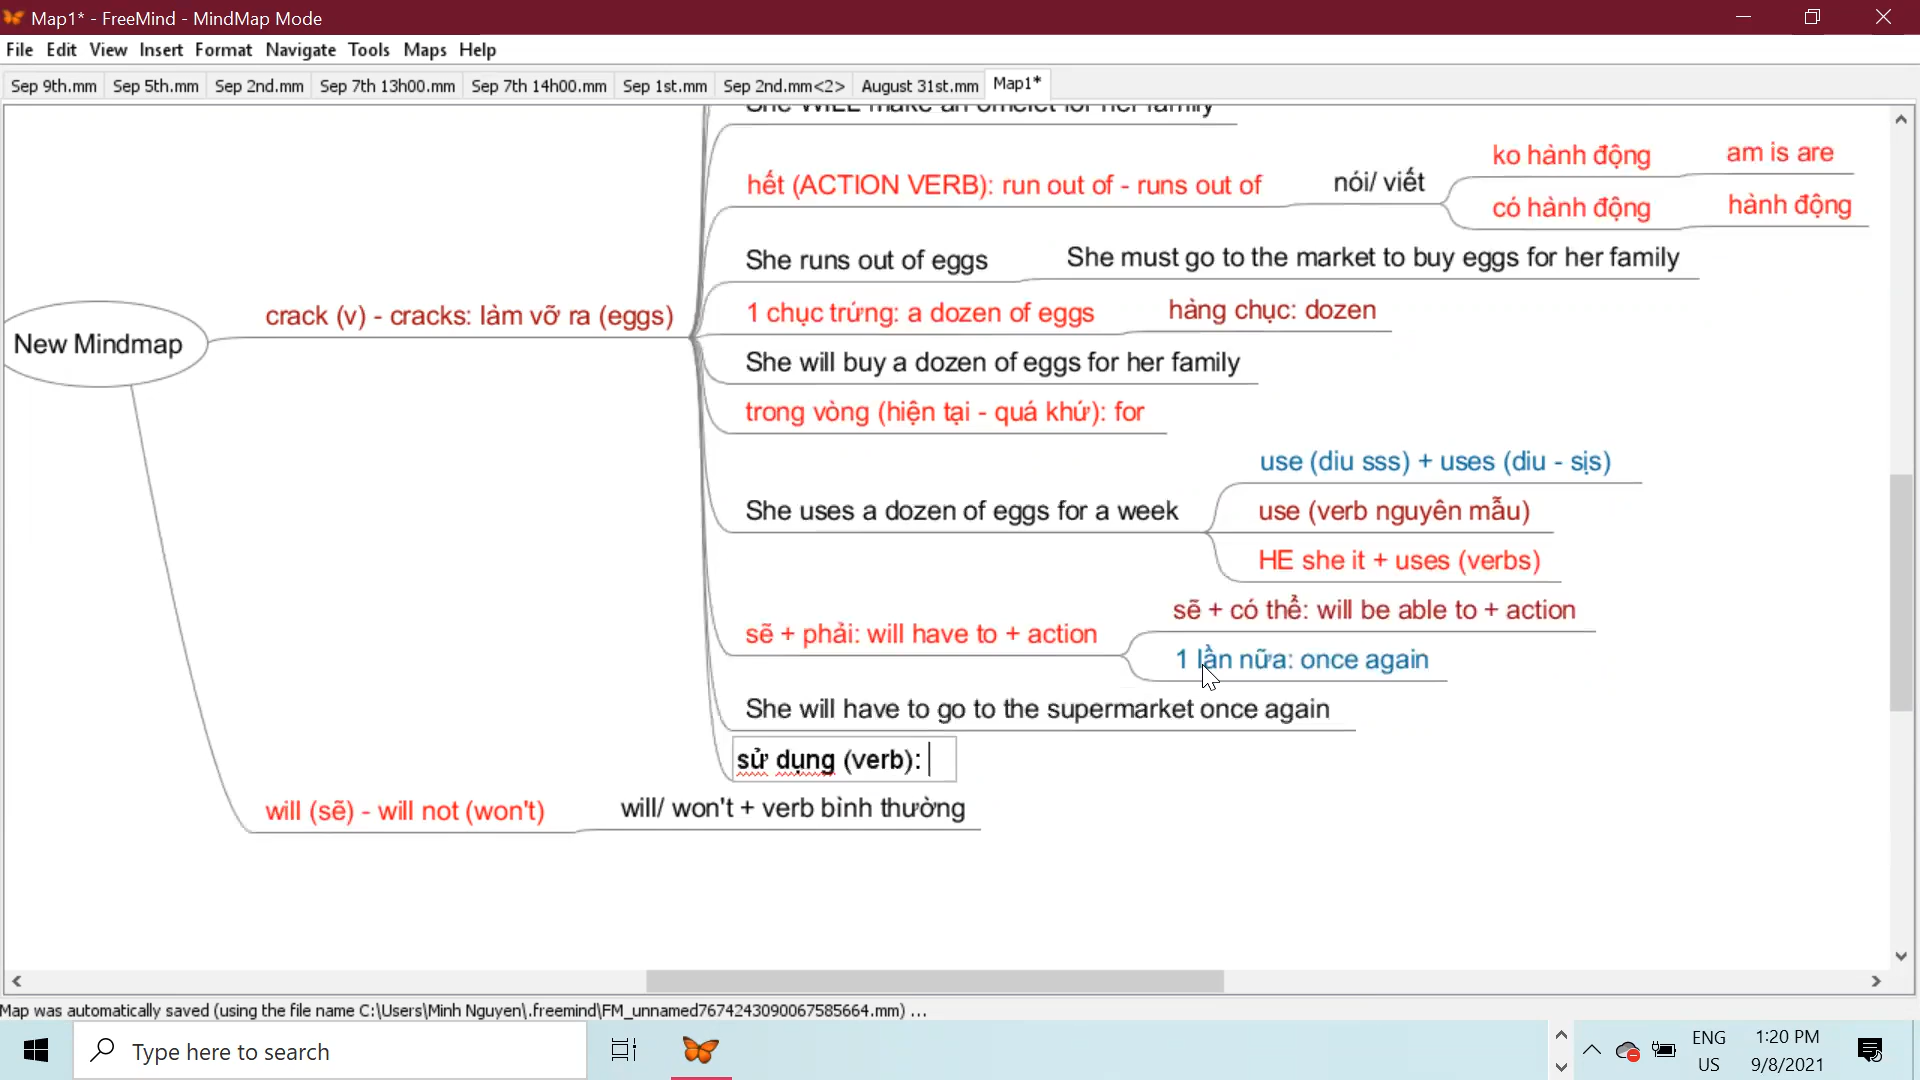 Map1* - FreeMind - MindMap Mode
File Edit View Insert Format Navigate Tools Maps Help
Sep 9th.mm Sep 5th.mm Sep 2nd.mm Sep 7th 13h00.mm Sep 7th 14h00.mm Sep 1st.mm Sep 2nd.mm<2> August 31st.mm Map1*
She WILL make an omelet for her family
hết (ACTION VERB): run out of - runs out of
nói/ viết
ko hành động
am is are
có hành động
hành động
She runs out of eggs
She must go to the market to buy eggs for her family
New Mindmap
crack (v) - cracks: làm vỡ ra (eggs)
1 chục trứng: a dozen of eggs
hàng chục: dozen
She will buy a dozen of eggs for her family
trong vòng (hiện tại - quá khứ): for
She uses a dozen of eggs for a week
use (diu sss) + uses (diu - sịs)
use (verb nguyên mẫu)
HE she it + uses (verbs)
sẽ + phải: will have to + action
sẽ + có thể: will be able to + action
1 lần nữa: once again
She will have to go to the supermarket once again
sử dụng (verb):
will (sẽ) - will not (won't)
will/ won't + verb bình thường
Map was automatically saved (using the file name C:\Users\Minh Nguyen\.freemind\FM_unnamed7674243090067585664.mm) ...
Type here to search
ENG
US
1:20 PM
9/8/2021